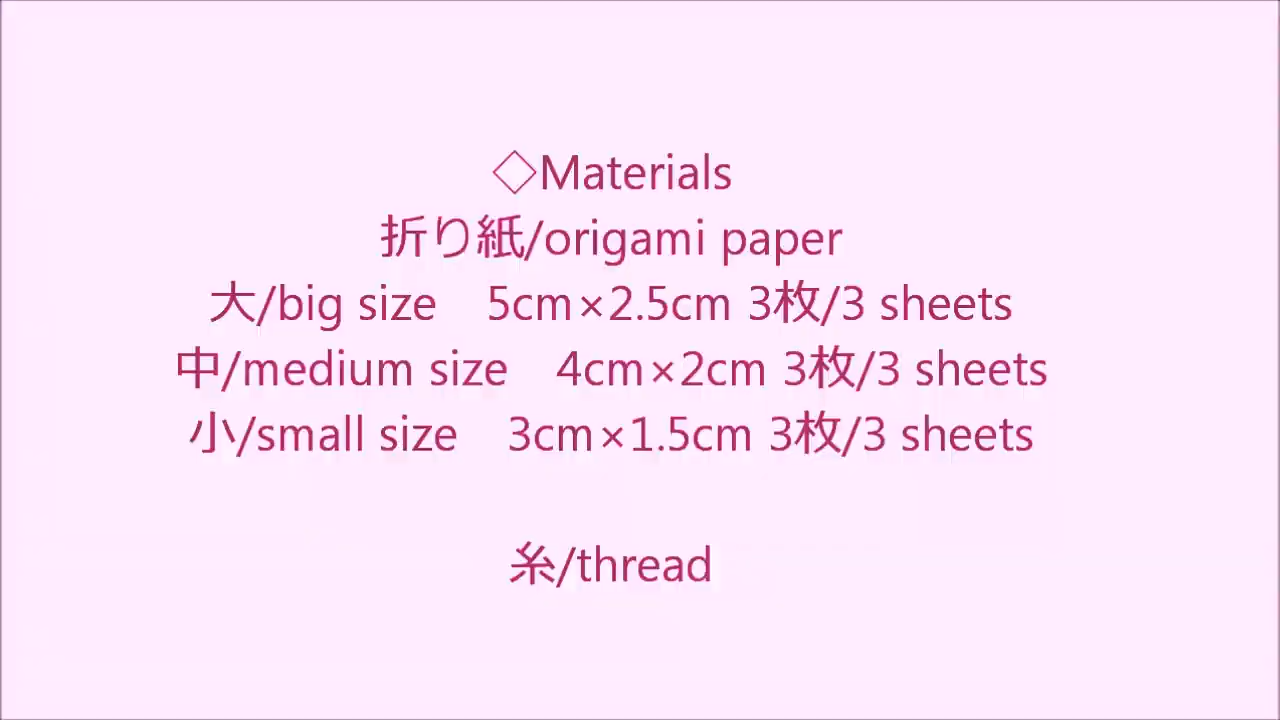 ◇Materials
折り紙/origami paper
大/big size　5cm×2.5cm 3枚/3 sheets
中/medium size　4cm×2cm 3枚/3 sheets
小/small size　3cm×1.5cm 3枚/3 sheets
糸/thread